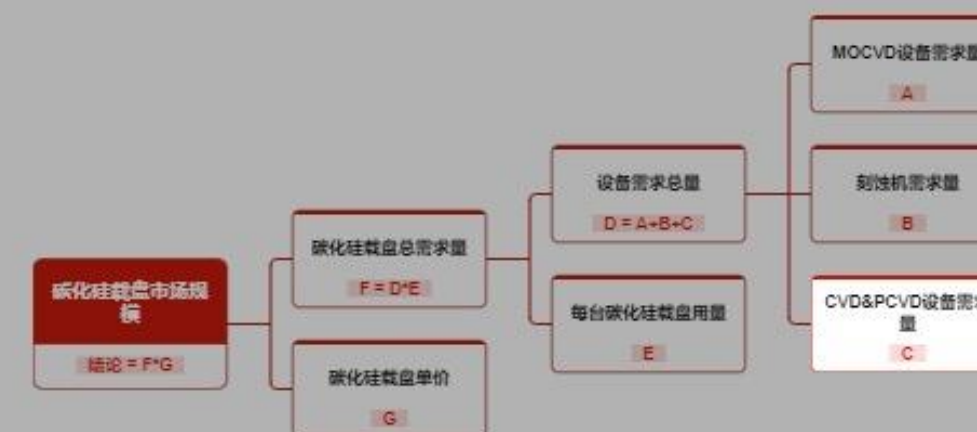 MOCVD设备需求量
A
设备需求总量
D = A+B+C
刻蚀机需求量
B
碳化硅载盘总需求量
F = D*E
碳化硅载盘市场规
模
结论 = F*G
每台碳化硅载盘用量
E
CVD&PCVD设备需求
量
C
碳化硅载盘单价
G